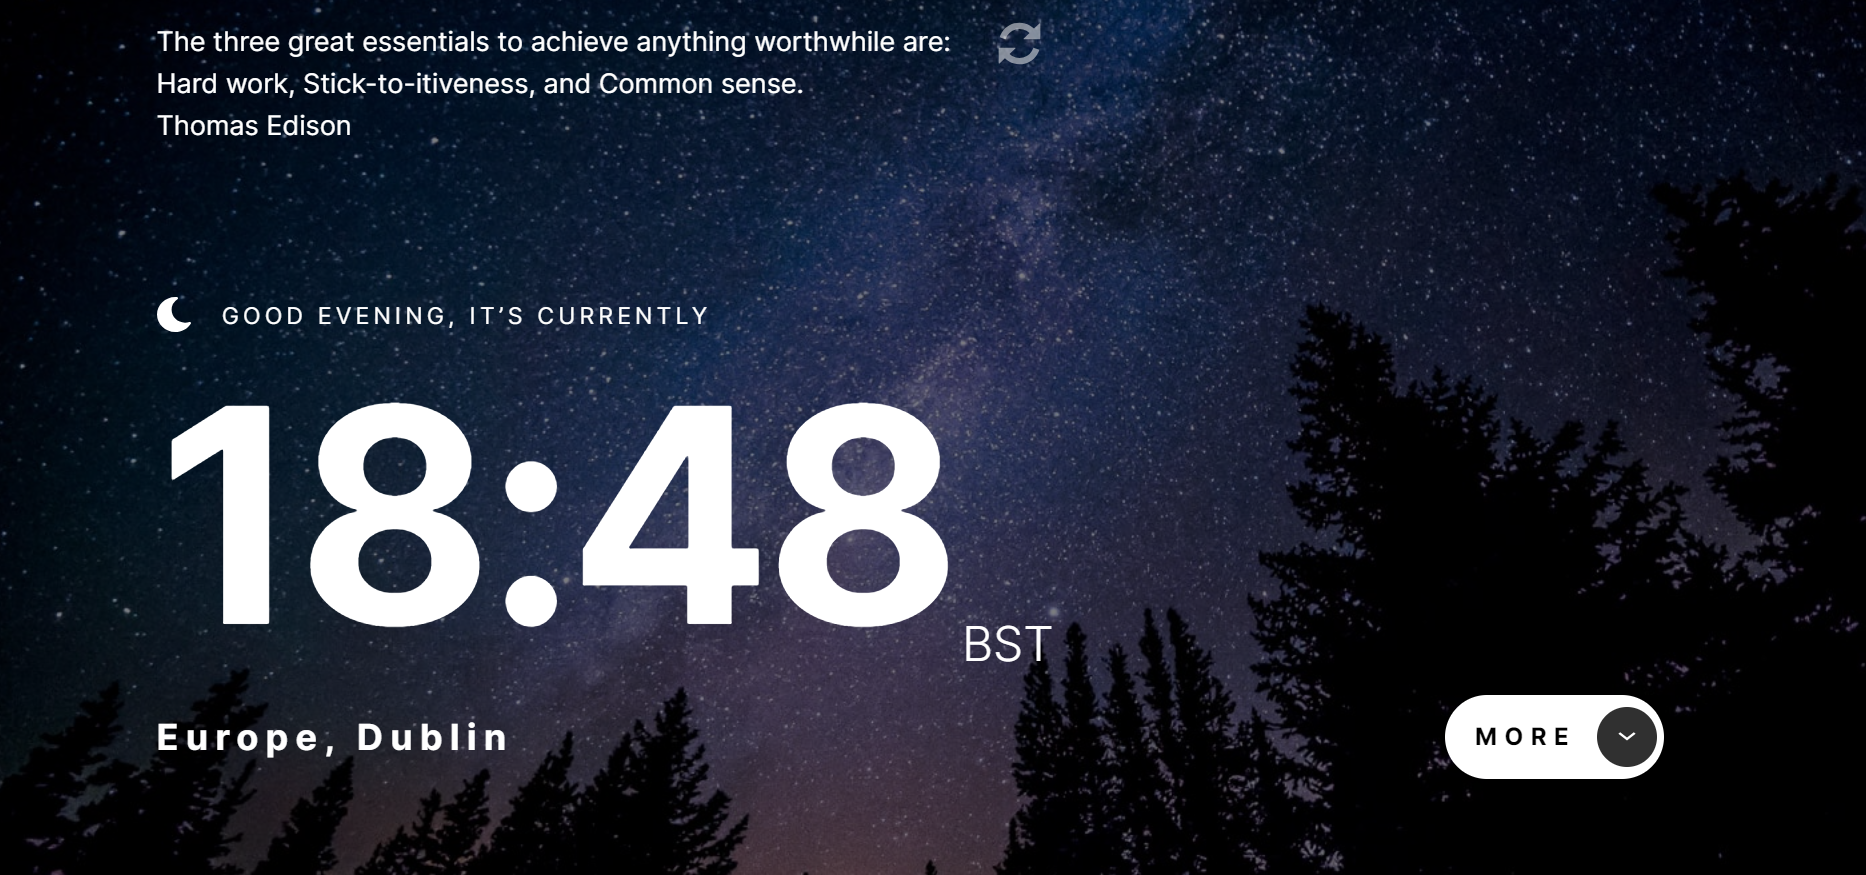 The three great essentials to achieve anything worthwhile are:
Hard work, Stick-to-itiveness, and Common sense.
Thomas Edison
GOOD EVENING, IT’S CURRENTLY
18:48 BST
Europe, Dublin
MORE